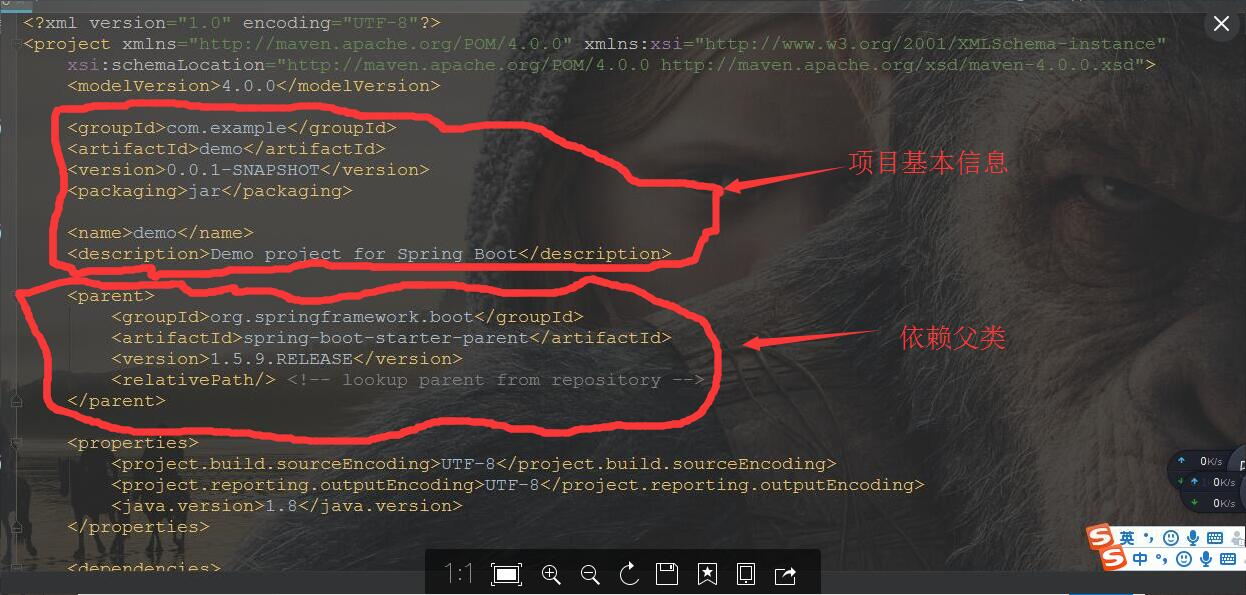 <?xml version="1.0" encoding="UTF-8"?>
<project xmlns="http://maven.apache.org/POM/4.0.0" xmlns:xsi="http://www.w3.org/2001/XMLSchema-instance"
xsi:schemaLocation="http://maven.apache.org/POM/4.0.0 http://maven.apache.org/xsd/maven-4.0.0.xsd">
<modelVersion>4.0.0</modelVersion>
<groupId>com.example</groupId>
<artifactId>demo</artifactId>
<version>0.0.1-SNAPSHOT</version>
<packaging>jar</packaging>
项目基本信息
<name>demo</name>
<description>Demo project for Spring Boot</description>
<parent>
<groupId>org.springframework.boot</groupId>
<artifactId>spring-boot-starter-parent</artifactId>
<version>1.5.9.RELEASE</version>
<relativePath/> <!-- lookup parent from repository -->
</parent>
依赖父类
<properties>
<project.build.sourceEncoding>UTF-8</project.build.sourceEncoding>
<project.reporting.outputEncoding>UTF-8</project.reporting.outputEncoding>
<java.version>1.8</java.version>
</properties>
<dependencies>
0K/s
0K/s
0K/s
S 英
S 中
1:1